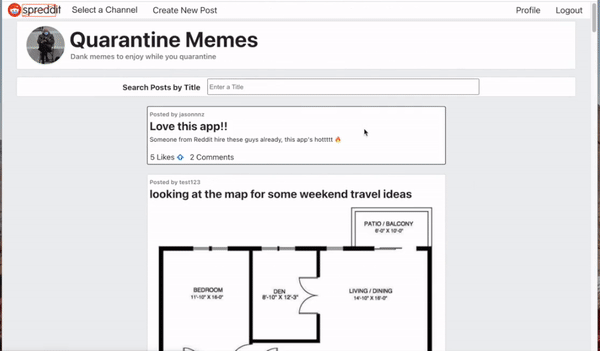 spreddit Select a Channel Create New Post Profile Logout
Quarantine Memes
Dank memes to enjoy while you quarantine
Search Posts by Title Enter a Title
Posted by jasonnnz
Love this app!!
Someone from Reddit hire these guys already, this app's hottttt 🔥
5 Likes 2 Comments
Posted by test123
looking at the map for some weekend travel ideas
PATIO / BALCONY
6'-0" X 10'-0"
BEDROOM
11'-10" X 16-0"
DEN
8'-10" X 12'-3"
LIVING / DINING
14'-10" X 18'-0"